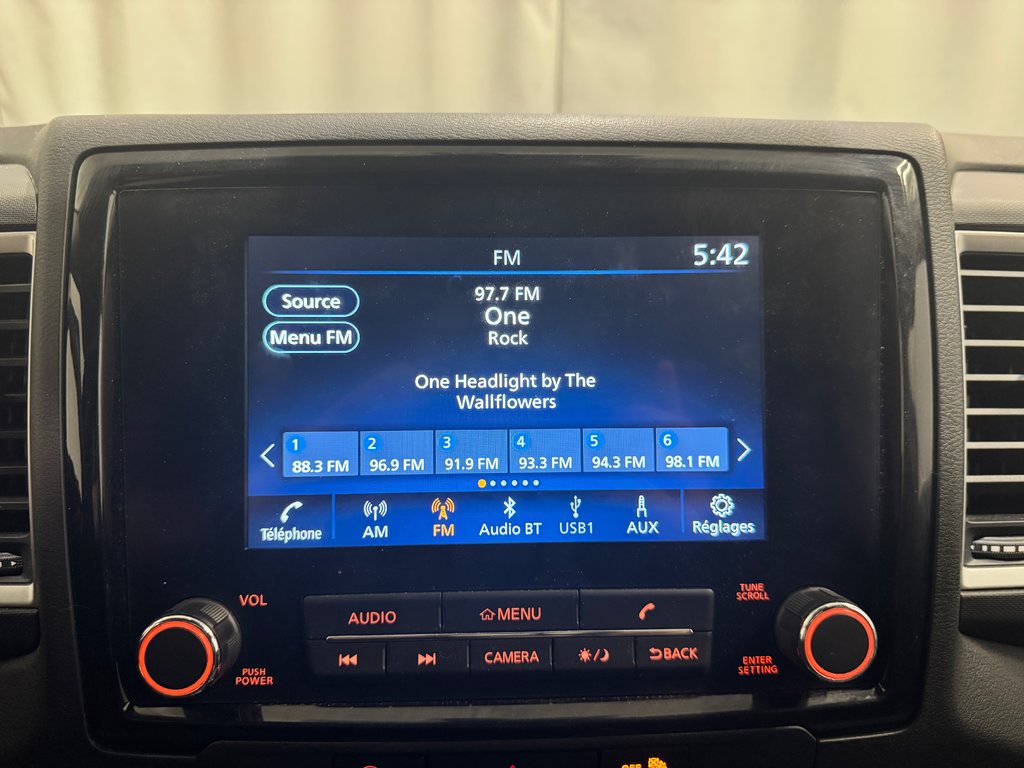 FM
5:42
Source
97.7 FM
One
Menu FM
Rock
One Headlight by The
Wallflowers
1
2
3
4
5
6
88.3 FM
96.9 FM
91.9 FM
93.3 FM
94.3 FM
98.1 FM
Téléphone
AM
FM
Audio BT
USB1
AUX
Réglages
VOL
AUDIO
MENU
TUNE
SCROLL
PUSH
POWER
CAMERA
BACK
ENTER
SETTING
OFF